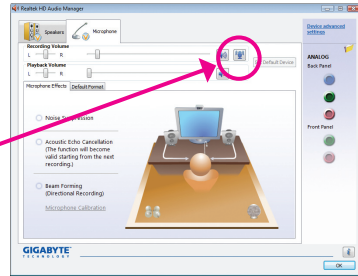 Realtek HD Audio Manager
Speakers
Microphone
Device advanced
settings
Recording Volume
L
R
Default Device
Playback Volume
L
R
Microphone Effects
Default Format
ANALOG
Back Panel
Noise Suppression
Acoustic Echo Cancellation
(The function will become
valid starting from the next
recording.)
Front Panel
Beam Forming
(Directional Recording)
Microphone Calibration
GIGABYTE
TECHNOLOGY
OK